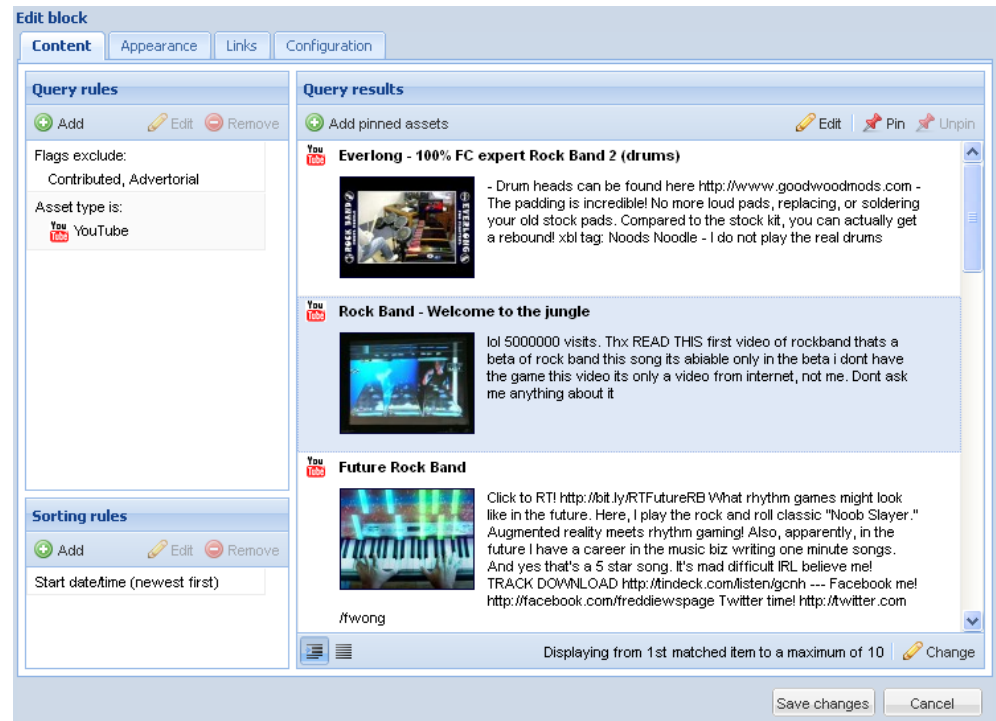 Edit block
Content Appearance Links Configuration
Query rules
Add Edit Remove
Flags exclude:
Contributed, Advertorial
Asset type is:
You Tube YouTube
Sorting rules
Add Edit Remove
Start date/time (newest first)
Query results
Add pinned assets Edit Pin Unpin
You Tube Everlong - 100% FC expert Rock Band 2 (drums)
ROCK BAND EVERLONG
- Drum heads can be found here http://www.goodwoodmods.com -
The padding is incredible! No more loud pads, replacing, or soldering
your old stock pads. Compared to the stock kit, you can actually get
a rebound! xbl tag: Noods Noodle - I do not play the real drums
You Tube Rock Band - Welcome to the jungle
lol 5000000 visits. Thx READ THIS first video of rockband thats a
beta of rock band this song its abiable only in the beta i dont have
the game this video its only a video from internet, not me. Dont ask
me anything about it
You Tube Future Rock Band
Click to RT! http://bit.ly/RTFutureRB What rhythm games might look
like in the future. Here, I play the rock and roll classic "Noob Slayer."
Augmented reality meets rhythm gaming! Also, apparently, in the
future I have a career in the music biz writing one minute songs.
And yes that's a 5 star song. It's mad difficult IRL believe me!
TRACK DOWNLOAD http://tindeck.com/listen/gcnh --- Facebook me!
http://facebook.com/freddiewspage Twitter time! http://twitter.com
/fwong
Displaying from 1st matched item to a maximum of 10 Change
Save changes Cancel